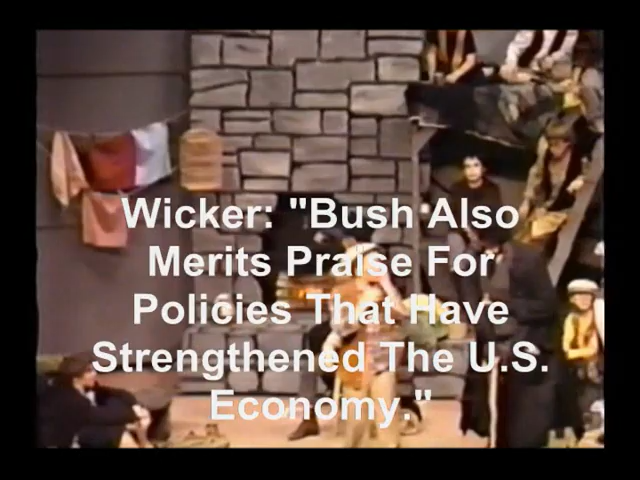 Wicker: "Bush Also
Merits Praise For
Policies That Have
Strengthened The U.S.
Economy."